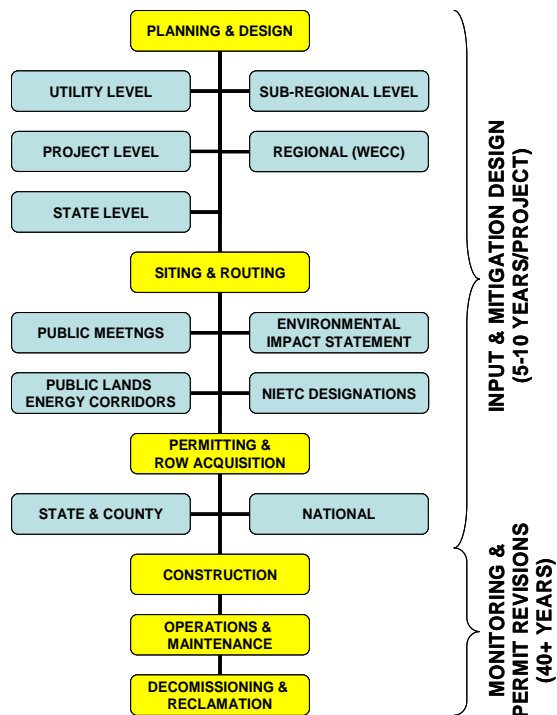 PLANNING & DESIGN
UTILITY LEVEL
SUB-REGIONAL LEVEL
PROJECT LEVEL
REGIONAL (WECC)
STATE LEVEL
SITING & ROUTING
PUBLIC MEETNGS
ENVIRONMENTAL
IMPACT STATEMENT
PUBLIC LANDS
ENERGY CORRIDORS
NIETC DESIGNATIONS
PERMITTING &
ROW ACQUISITION
STATE & COUNTY
NATIONAL
CONSTRUCTION
OPERATIONS &
MAINTENANCE
DECOMISSIONING &
RECLAMATION
INPUT & MITIGATION DESIGN
(5-10 YEARS/PROJECT)
MONITORING &
PERMIT REVISIONS
(40+ YEARS)